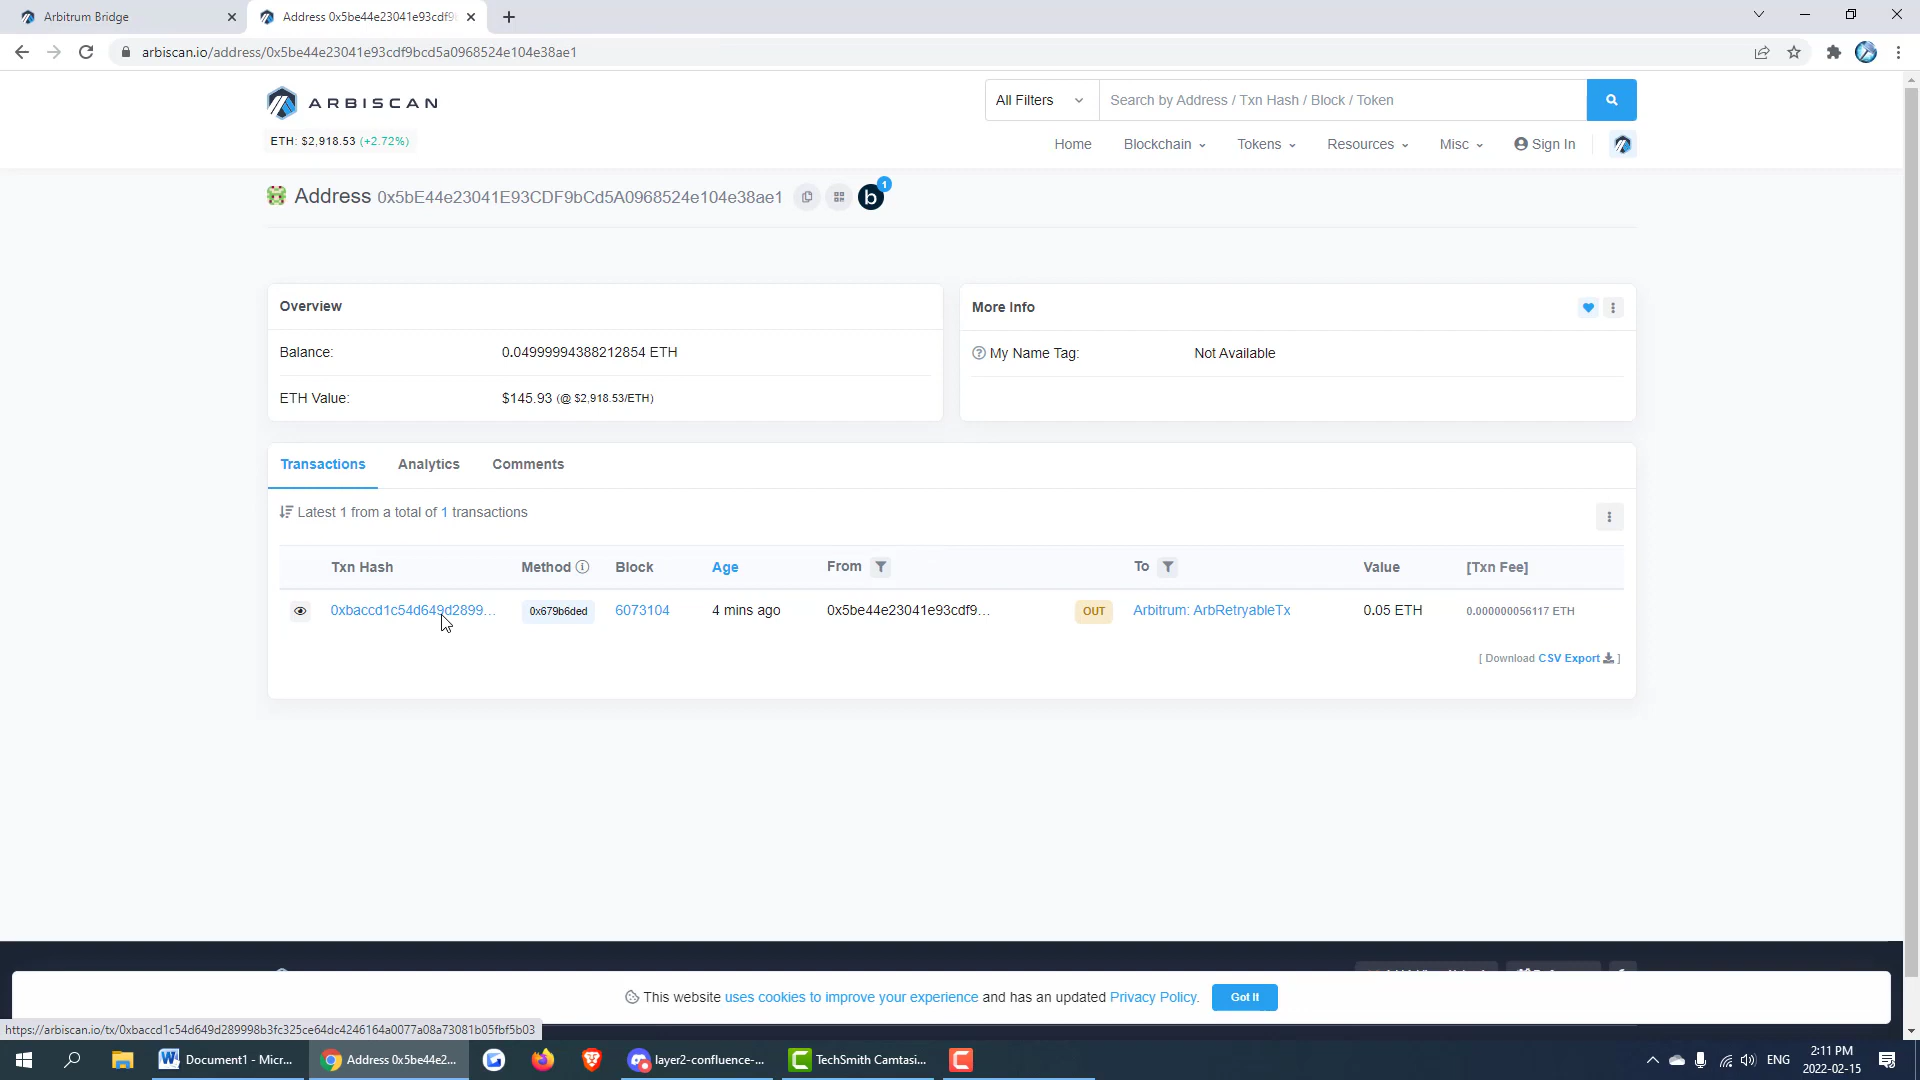 Arbitrum Bridge
Address 0x5be44e23041e93cdf9b
arbiscan.io/address/0x5be44e23041e93cdf9bcd5a0968524e104e38ae1
ARBISCAN
All Filters
Search by Address / Txn Hash / Block / Token
ETH: $2,918.53 (+2.72%)
Home Blockchain Tokens Resources Misc Sign In
Address 0x5bE44e23041E93CDF9bCd5A0968524e104e38ae1 b 1
Overview
Balance: 0.04999994388212854 ETH
ETH Value: $145.93 (@ $2,918.53/ETH)
More Info
My Name Tag: Not Available
Transactions Analytics Comments
Latest 1 from a total of 1 transactions
Txn Hash Method Block Age From To Value [Txn Fee]
0xbaccd1c54d649d2899... 0x679b6ded 6073104 4 mins ago 0x5be44e23041e93cdf9... OUT Arbitrum: ArbRetryableTx 0.05 ETH 0.000000056117 ETH
[ Download CSV Export ]
This website uses cookies to improve your experience and has an updated Privacy Policy. Got It
https://arbiscan.io/tx/0xbaccd1c54d649d289998b3fc325ce64dc4246164a0077a08a73081b05fbf5b03
Document1 - Micr... Address 0x5be44e2... layer2-confluence-... TechSmith Camtasi... ENG 2:11 PM
2022-02-15